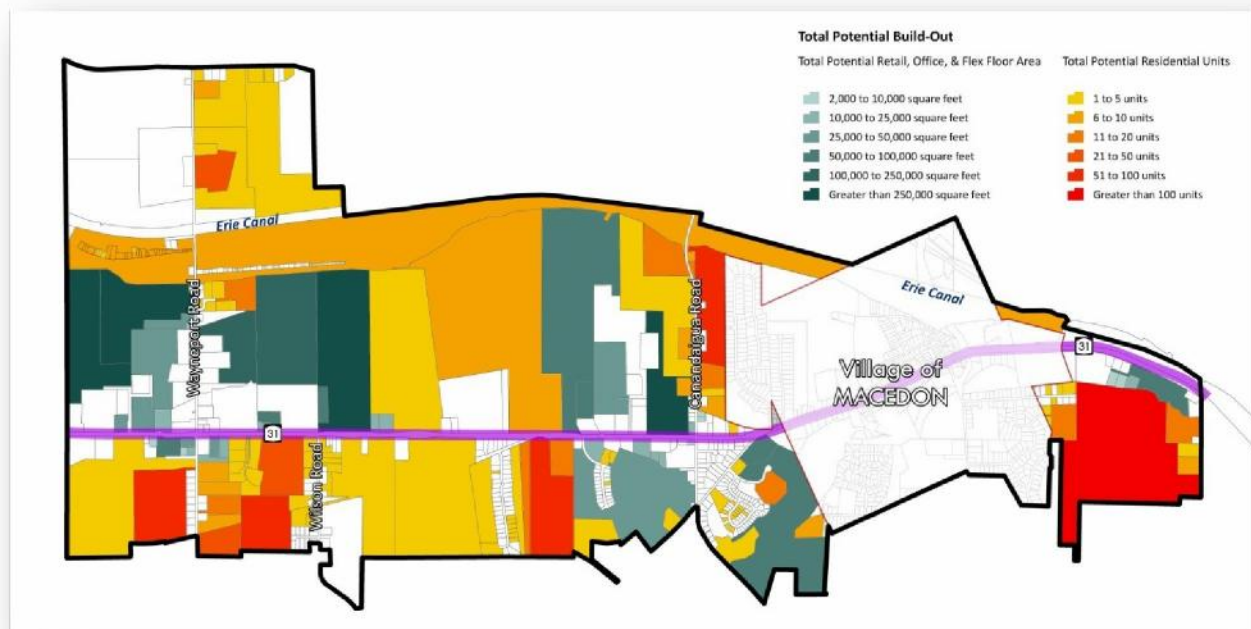 Total Potential Build-Out
Total Potential Retail, Office, & Flex Floor Area
2,000 to 10,000 square feet
10,000 to 25,000 square feet
25,000 to 50,000 square feet
50,000 to 100,000 square feet
100,000 to 250,000 square feet
Greater than 250,000 square feet
Total Potential Residential Units
1 to 5 units
6 to 10 units
11 to 20 units
21 to 50 units
51 to 100 units
Greater than 100 units
Erie Canal
Wayneport Road
Canandaigua Road
Erie Canal
31
Village of
MACEDON
31
Wilson Road